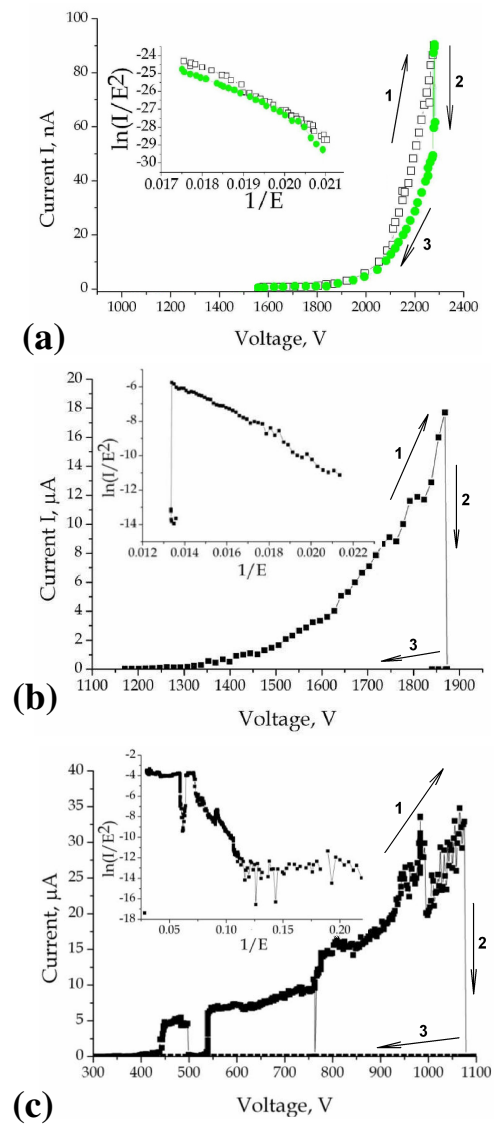 100
80
60
40
20
0
Current I, nA
1000 1200 1400 1600 1800 2000 2200 2400
Voltage, V
-24
-25
-26
-27
-28
-29
-30
ln(I/E²)
0.017 0.018 0.019 0.020 0.021
1/E
1
2
3
(a)
20
18
16
14
12
10
8
6
4
2
0
Current I, µA
1100 1200 1300 1400 1500 1600 1700 1800 1900
Voltage, V
-6
-8
-10
-12
-14
ln(I/E²)
0.012 0.014 0.016 0.018 0.020 0.022
1/E
1
2
3
(b)
40
35
30
25
20
15
10
5
0
Current, µA
300 400 500 600 700 800 900 1000 1100
Voltage, V
-2
-4
-6
-8
-10
-12
-14
-16
-18
ln(I/E²)
0.05 0.10 0.15 0.20
1/E
1
2
3
(c)